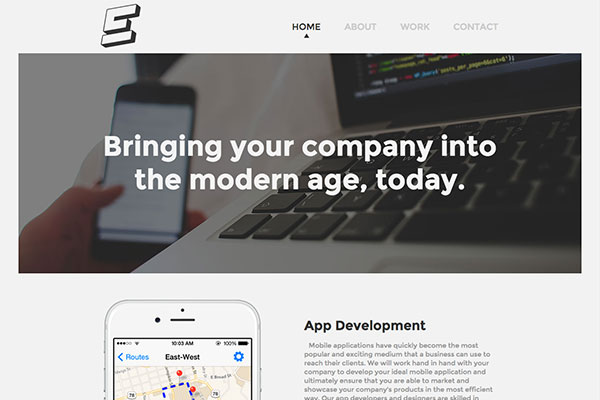 E
HOME ABOUT WORK CONTACT
Bringing your company into
the modern age, today.
App Development
Mobile applications have quickly become the most
popular and exciting medium that a business can use to
reach their clients. We will work hand in hand with your
company to develop your ideal mobile application and
ultimately ensure that you are able to market and
showcase your company's products in the most efficient
way. Our app developers and designers are skilled in
10:03 AM 100%
Routes East-West
E Broad St
78
78